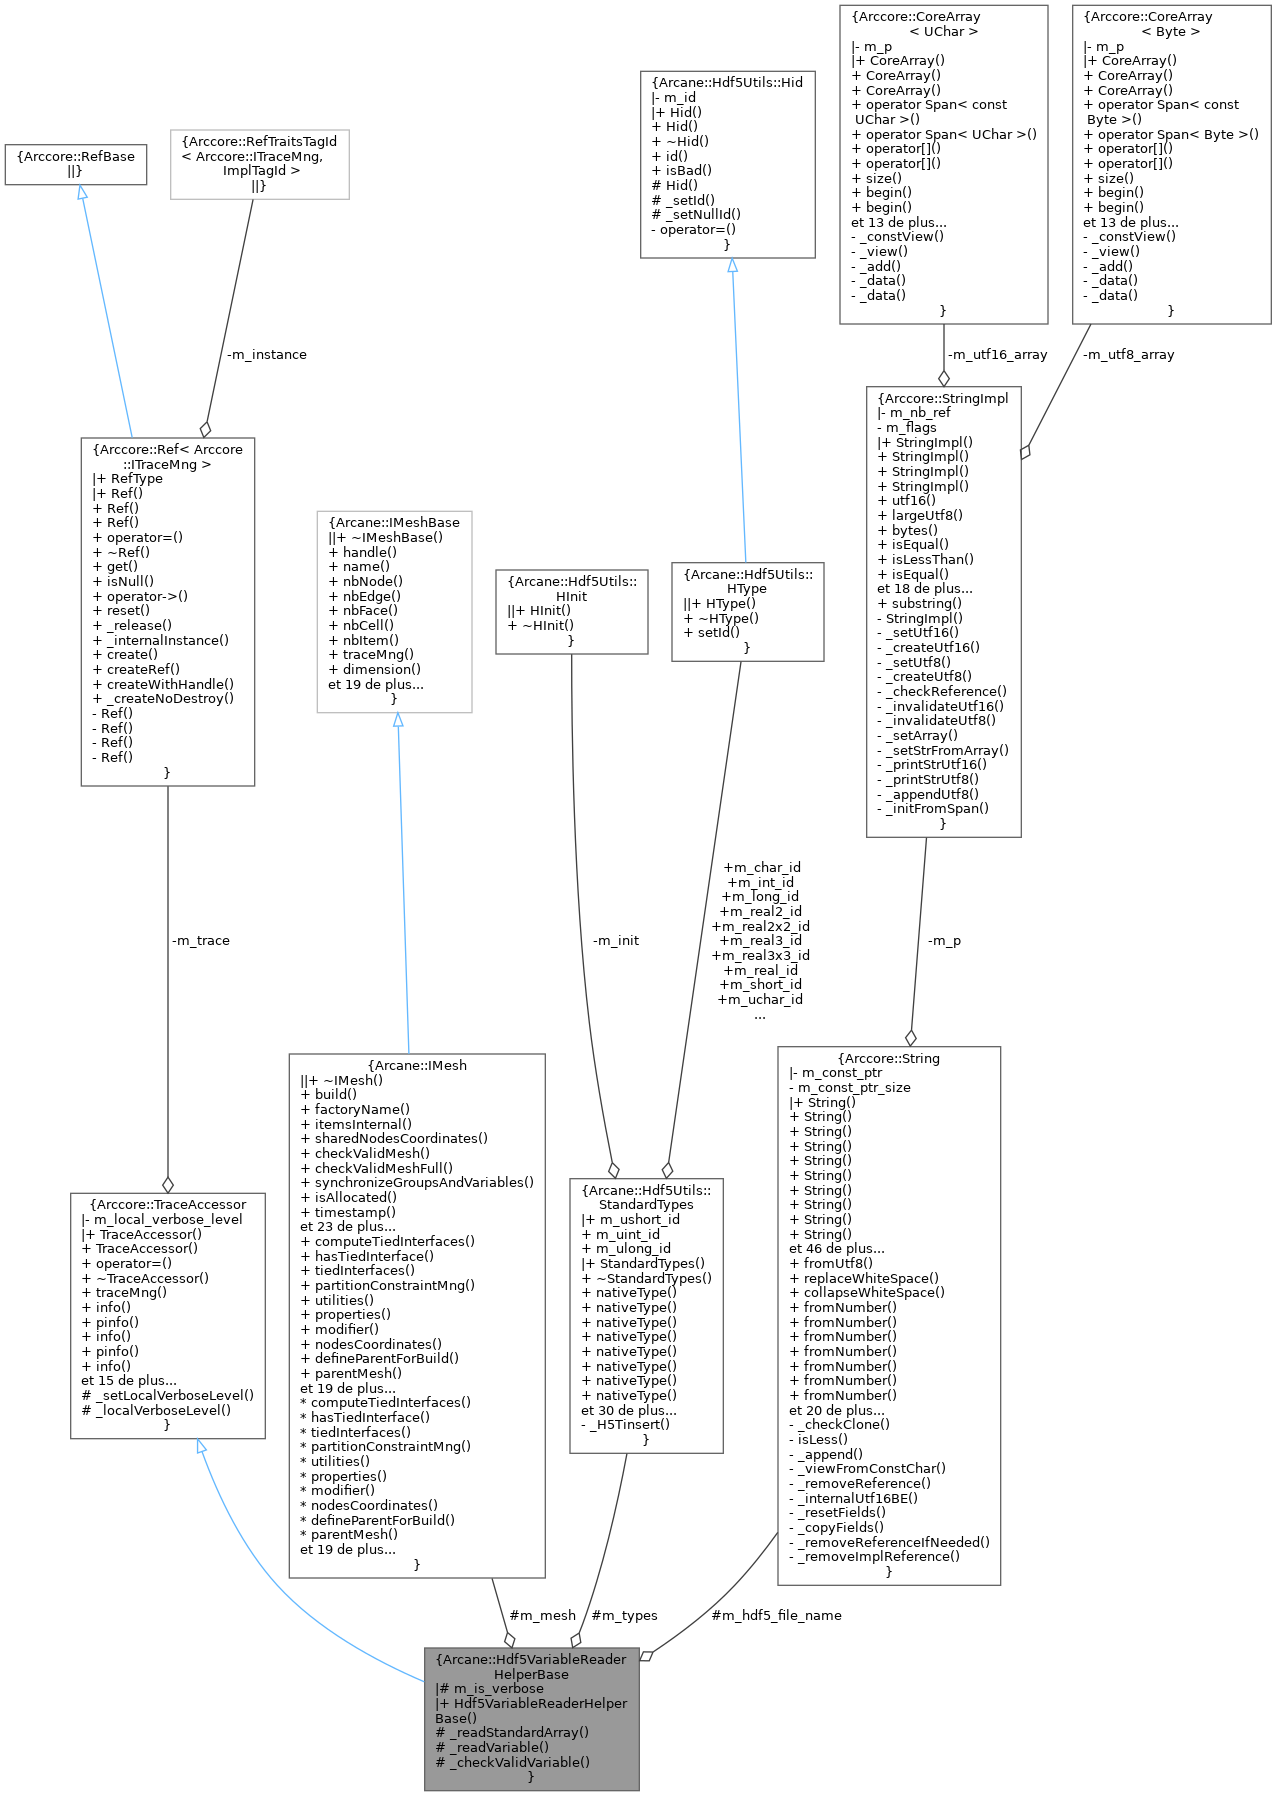 {Arccore::CoreArray
< UChar >
|- m_p
|+ CoreArray()
+ CoreArray()
+ CoreArray()
+ operator Span< const
UChar >()
+ operator Span< UChar >()
+ operator[]()
+ operator[]()
+ size()
+ begin()
+ begin()
et 13 de plus...
- _constView()
- _view()
- _add()
- _data()
- _data()
}
{Arccore::CoreArray
< Byte >
|- m_p
|+ CoreArray()
+ CoreArray()
+ CoreArray()
+ operator Span< const
Byte >()
+ operator Span< Byte >()
+ operator[]()
+ operator[]()
+ size()
+ begin()
+ begin()
et 13 de plus...
- _constView()
- _view()
- _add()
- _data()
- _data()
}
{Arcane::Hdf5Utils::Hid
|- m_id
|+ Hid()
+ Hid()
+ ~Hid()
+ id()
+ isBad()
# Hid()
# _setId()
# _setNullId()
- operator=()
}
{Arccore::RefBase
||}
{Arccore::RefTraitsTagId
< Arccore::ITraceMng,
ImplTagId >
||}
-m_instance
-m_utf16_array
-m_utf8_array
{Arccore::Ref< Arccore
::ITraceMng >
|+ RefType
|+ Ref()
+ Ref()
+ Ref()
+ operator=()
+ ~Ref()
+ get()
+ isNull()
+ operator->()
+ reset()
+ _release()
+ _internalInstance()
+ create()
+ createRef()
+ createWithHandle()
+ _createNoDestroy()
- Ref()
- Ref()
- Ref()
- Ref()
}
{Arcane::IMeshBase
||+ ~IMeshBase()
+ handle()
+ name()
+ nbNode()
+ nbEdge()
+ nbFace()
+ nbCell()
+ nbItem()
+ traceMng()
+ dimension()
et 19 de plus...
}
{Arcane::Hdf5Utils::
HInit
||+ HInit()
+ ~HInit()
}
{Arcane::Hdf5Utils::
HType
||+ HType()
+ ~HType()
+ setId()
}
{Arccore::StringImpl
|- m_nb_ref
- m_flags
|+ StringImpl()
+ StringImpl()
+ StringImpl()
+ StringImpl()
+ utf16()
+ largeUtf8()
+ bytes()
+ isEqual()
+ isLessThan()
+ isEqual()
et 18 de plus...
+ substring()
- StringImpl()
- _setUtf16()
- _createUtf16()
- _setUtf8()
- _createUtf8()
- _checkReference()
- _invalidateUtf16()
- _invalidateUtf8()
- _setArray()
- _setStrFromArray()
- _printStrUtf16()
- _printStrUtf8()
- _appendUtf8()
- _initFromSpan()
}
-m_trace
-m_init
+m_char_id
+m_int_id
+m_long_id
+m_real2_id
+m_real2x2_id
+m_real3_id
+m_real3x3_id
+m_real_id
+m_short_id
+m_uchar_id
...
-m_p
{Arccore::TraceAccessor
|- m_local_verbose_level
|+ TraceAccessor()
+ TraceAccessor()
+ operator=()
+ ~TraceAccessor()
+ traceMng()
+ info()
+ pinfo()
+ info()
+ pinfo()
+ info()
et 15 de plus...
# _setLocalVerboseLevel()
# _localVerboseLevel()
}
{Arcane::IMesh
||+ ~IMesh()
+ build()
+ factoryName()
+ itemsInternal()
+ sharedNodesCoordinates()
+ checkValidMesh()
+ checkValidMeshFull()
+ synchronizeGroupsAndVariables()
+ isAllocated()
+ timestamp()
et 23 de plus...
+ computeTiedInterfaces()
+ hasTiedInterface()
+ tiedInterfaces()
+ partitionConstraintMng()
+ utilities()
+ properties()
+ modifier()
+ nodesCoordinates()
+ defineParentForBuild()
+ parentMesh()
et 19 de plus...
* computeTiedInterfaces()
* hasTiedInterface()
* tiedInterfaces()
* partitionConstraintMng()
* utilities()
* properties()
* modifier()
* nodesCoordinates()
* defineParentForBuild()
* parentMesh()
et 19 de plus...
}
{Arcane::Hdf5Utils::
StandardTypes
|+ m_ushort_id
+ m_uint_id
+ m_ulong_id
|+ StandardTypes()
+ ~StandardTypes()
+ nativeType()
+ nativeType()
+ nativeType()
+ nativeType()
+ nativeType()
+ nativeType()
+ nativeType()
+ nativeType()
et 30 de plus...
- _H5Tinsert()
}
{Arccore::String
|- m_const_ptr
- m_const_ptr_size
|+ String()
+ String()
+ String()
+ String()
+ String()
+ String()
+ String()
+ String()
+ String()
+ String()
et 46 de plus...
+ fromUtf8()
+ replaceWhiteSpace()
+ collapseWhiteSpace()
+ fromNumber()
+ fromNumber()
+ fromNumber()
+ fromNumber()
+ fromNumber()
+ fromNumber()
+ fromNumber()
et 20 de plus...
- _checkClone()
- isLess()
- _append()
- _viewFromConstChar()
- _removeReference()
- _internalUtf16BE()
- _resetFields()
- _copyFields()
- _removeReferenceIfNeeded()
- _removeImplReference()
}
#m_mesh
#m_types
#m_hdf5_file_name
{Arcane::Hdf5VariableReader
HelperBase
|# m_is_verbose
|+ Hdf5VariableReaderHelper
Base()
# _readStandardArray()
# _readVariable()
# _checkValidVariable()
}